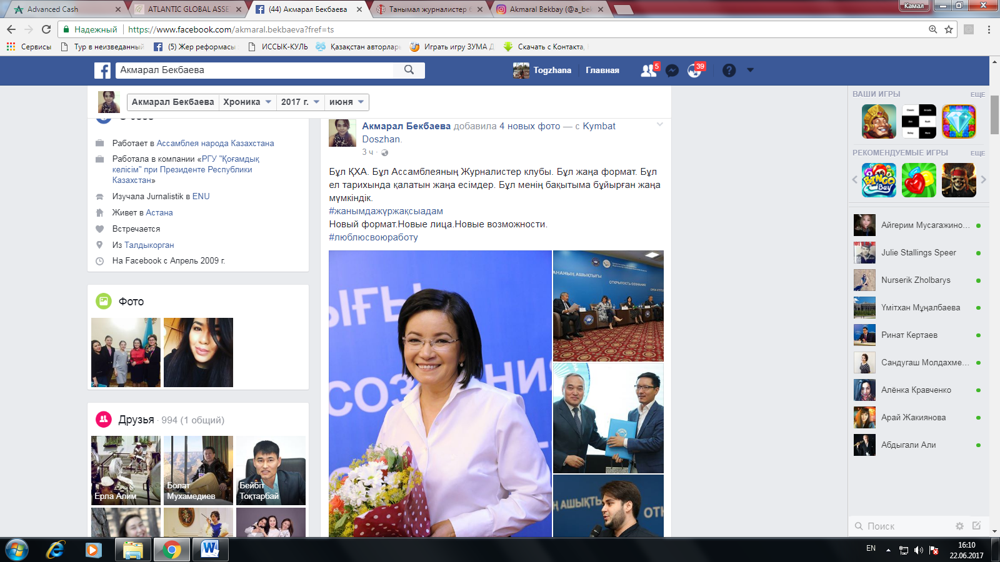 Advanced Cash
ATLANTIC GLOBAL ASSE
(44) Акмарал Бекбаева
Танымал журналистер
Akmaral Bekbay (@a_bek
Камал
Надежный
https://www.facebook.com/akmaral.bekbaeva?fref=ts
Сервисы
Тур в неизведанный
(5) Жер реформасы
ИССЫК-КУЛЬ
Қазақстан авторлары
Играть игру ЗУМА Д
Скачать с Контакта,
Акмарал Бекбаева
Togzhana
Главная
5
39
Акмарал Бекбаева
Хроника
2017 г.
июня
Работает в Ассамблея народа Казахстана
Работала в компании «РГУ "Қоғамдық
келісім" при Президенте Республики
Казахстан»
Изучала Jurnalistik в ENU
Живет в Астана
Встречается
Из Талдыкорган
На Facebook с Апрель 2009 г.
Фото
Друзья · 994 (1 общий)
Ерла Алим
Болат
Мухамедиев
Бейбіт
Тоқтарбай
Акмарал Бекбаева добавила 4 новых фото — с Kymbat
Doszhan.
3 ч ·
Бұл ҚХА. Бұл Ассамблеяның Журналистер клубы. Бұл жаңа формат. Бұл
ел тарихында қалатын жаңа есімдер. Бұл менің бақытыма бұйырған жаңа
мүмкіндік.
#жанымдажүржақсыадам
Новый формат.Новые лица.Новые возможности.
#люблюсвоюработу
ЫҒЫ
СОЗНАНИЯ
АНАНЫҢ АШЫҚТЫҒЫ
ОТКРЫТОСТЬ СОЗНАНИЯ
АШЫҚТЫ
ОТК
ВАШИ ИГРЫ
ЕЩЕ
РЕКОМЕНДУЕМЫЕ ИГРЫ
ЕЩЕ
BINGO
Bay
Айгерим Мусагажино...
Julie Stallings Speer
Nurserik Zholbarys
Үмітхан Мұңалбаева
Ринат Кертаев
Сандугаш Молдахме...
Алёнка Кравченко
Арай Жакиянова
Абдыгали Али
Поиск
EN
16:10
22.06.2017